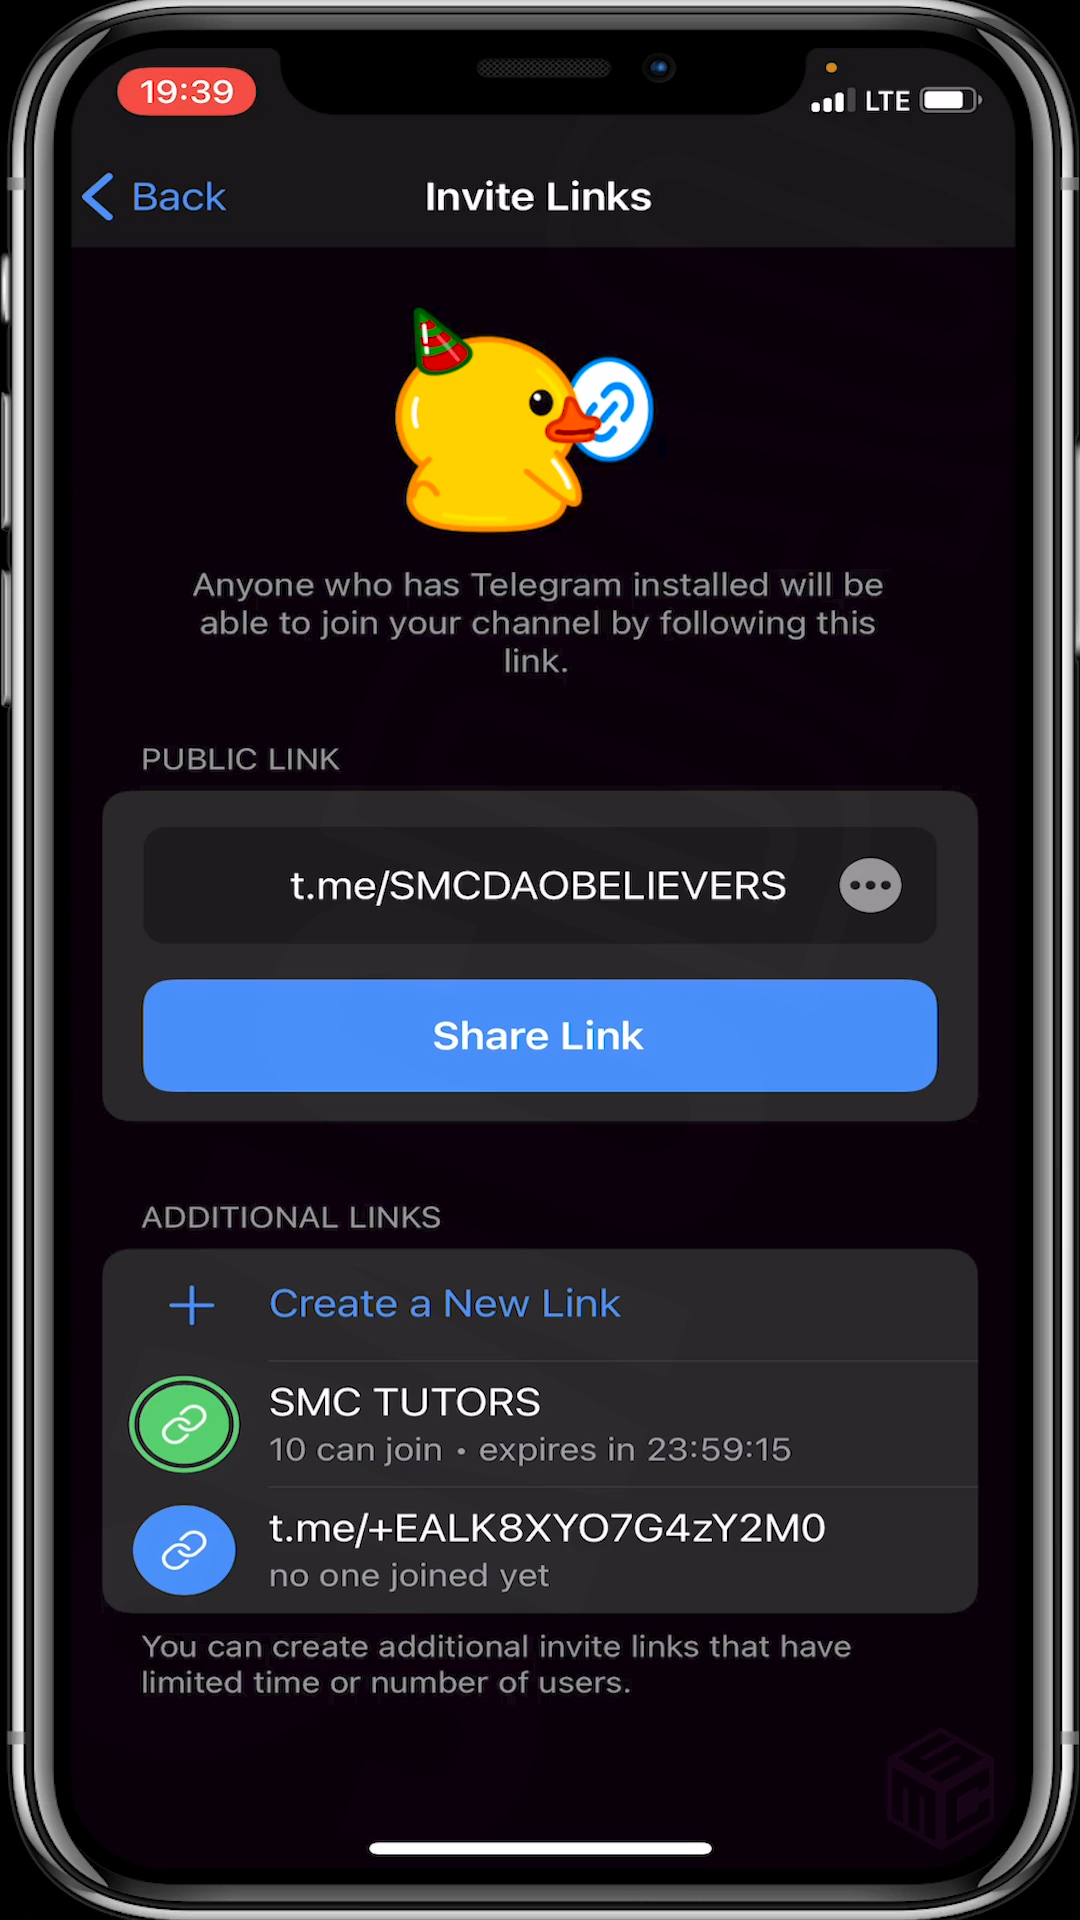 19:39
LTE
Back
Invite Links
Anyone who has Telegram installed will be
able to join your channel by following this
link.
PUBLIC LINK
t.me/SMCDAOBELIEVERS
Share Link
ADDITIONAL LINKS
Create a New Link
SMC TUTORS
10 can join • expires in 23:59:15
t.me/+EALK8XYO7G4zY2M0
no one joined yet
You can create additional invite links that have
limited time or number of users.
SMC